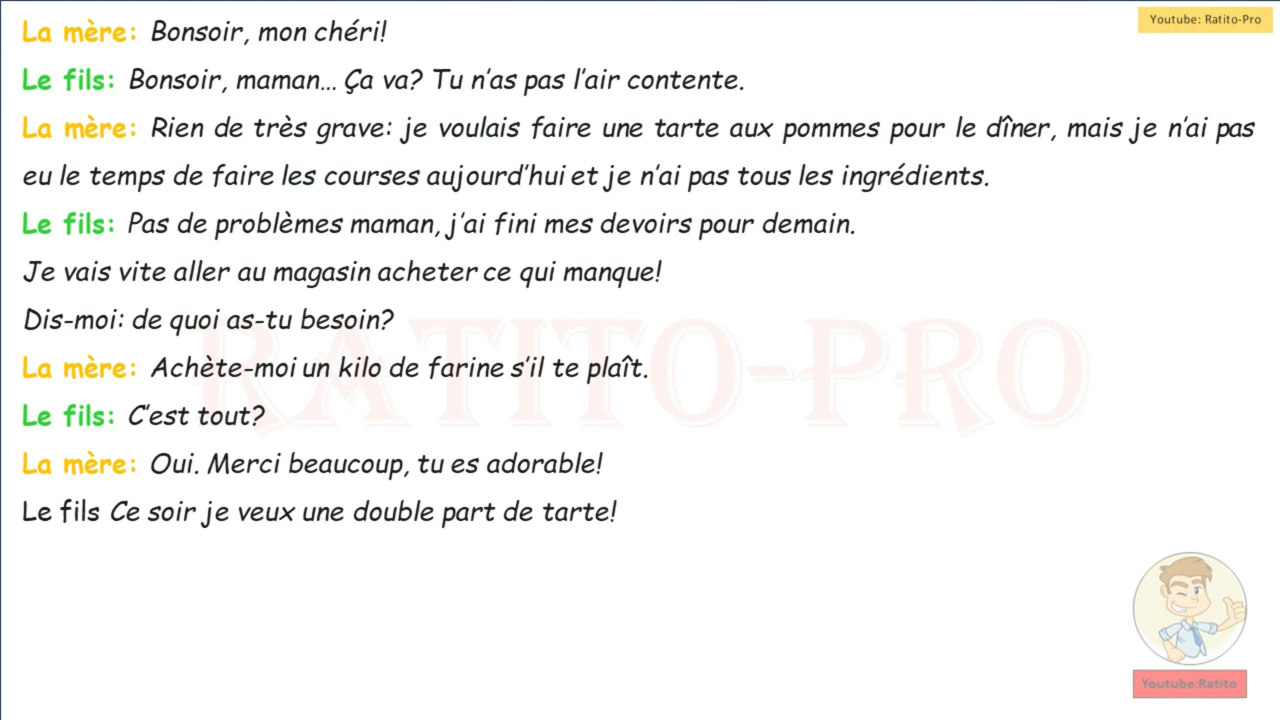 Youtube: Ratito-Pro
La mère: Bonsoir, mon chéri!
Le fils: Bonsoir, maman... Ça va? Tu n'as pas l'air contente.
La mère: Rien de très grave: je voulais faire une tarte aux pommes pour le dîner, mais je n'ai pas
eu le temps de faire les courses aujourd'hui et je n'ai pas tous les ingrédients.
Le fils: Pas de problèmes maman, j'ai fini mes devoirs pour demain.
Je vais vite aller au magasin acheter ce qui manque!
Dis-moi: de quoi as-tu besoin?
RATITO-PRO
La mère: Achète-moi un kilo de farine s'il te plaît.
Le fils: C'est tout?
La mère: Oui. Merci beaucoup, tu es adorable!
Le fils Ce soir je veux une double part de tarte!
Youtube:Ratito